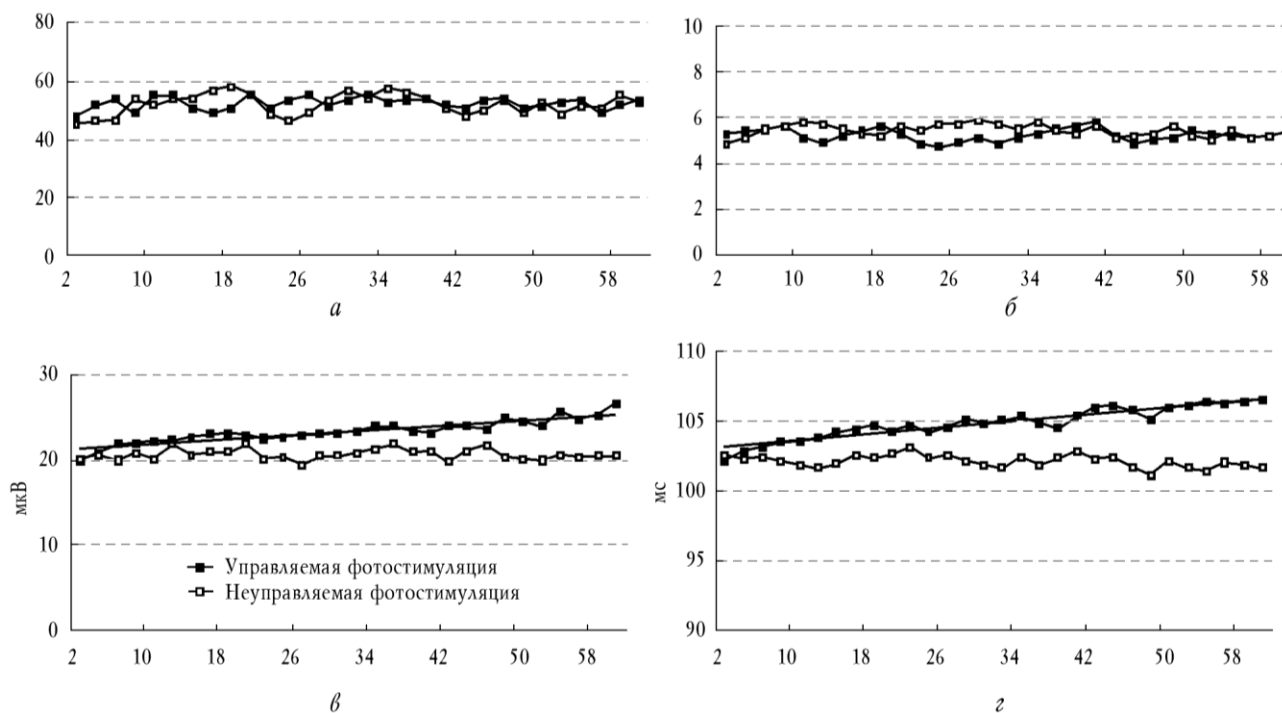 80
60
40
20
0
2 10 18 26 34 42 50 58
а
10
8
6
4
2
0
2 10 18 26 34 42 50 58
б
30
20
10
0
мкВ
Управляемая фотостимуляция
Неуправляемая фотостимуляция
2 10 18 26 34 42 50 58
в
110
105
100
95
90
мс
2 10 18 26 34 42 50 58
г